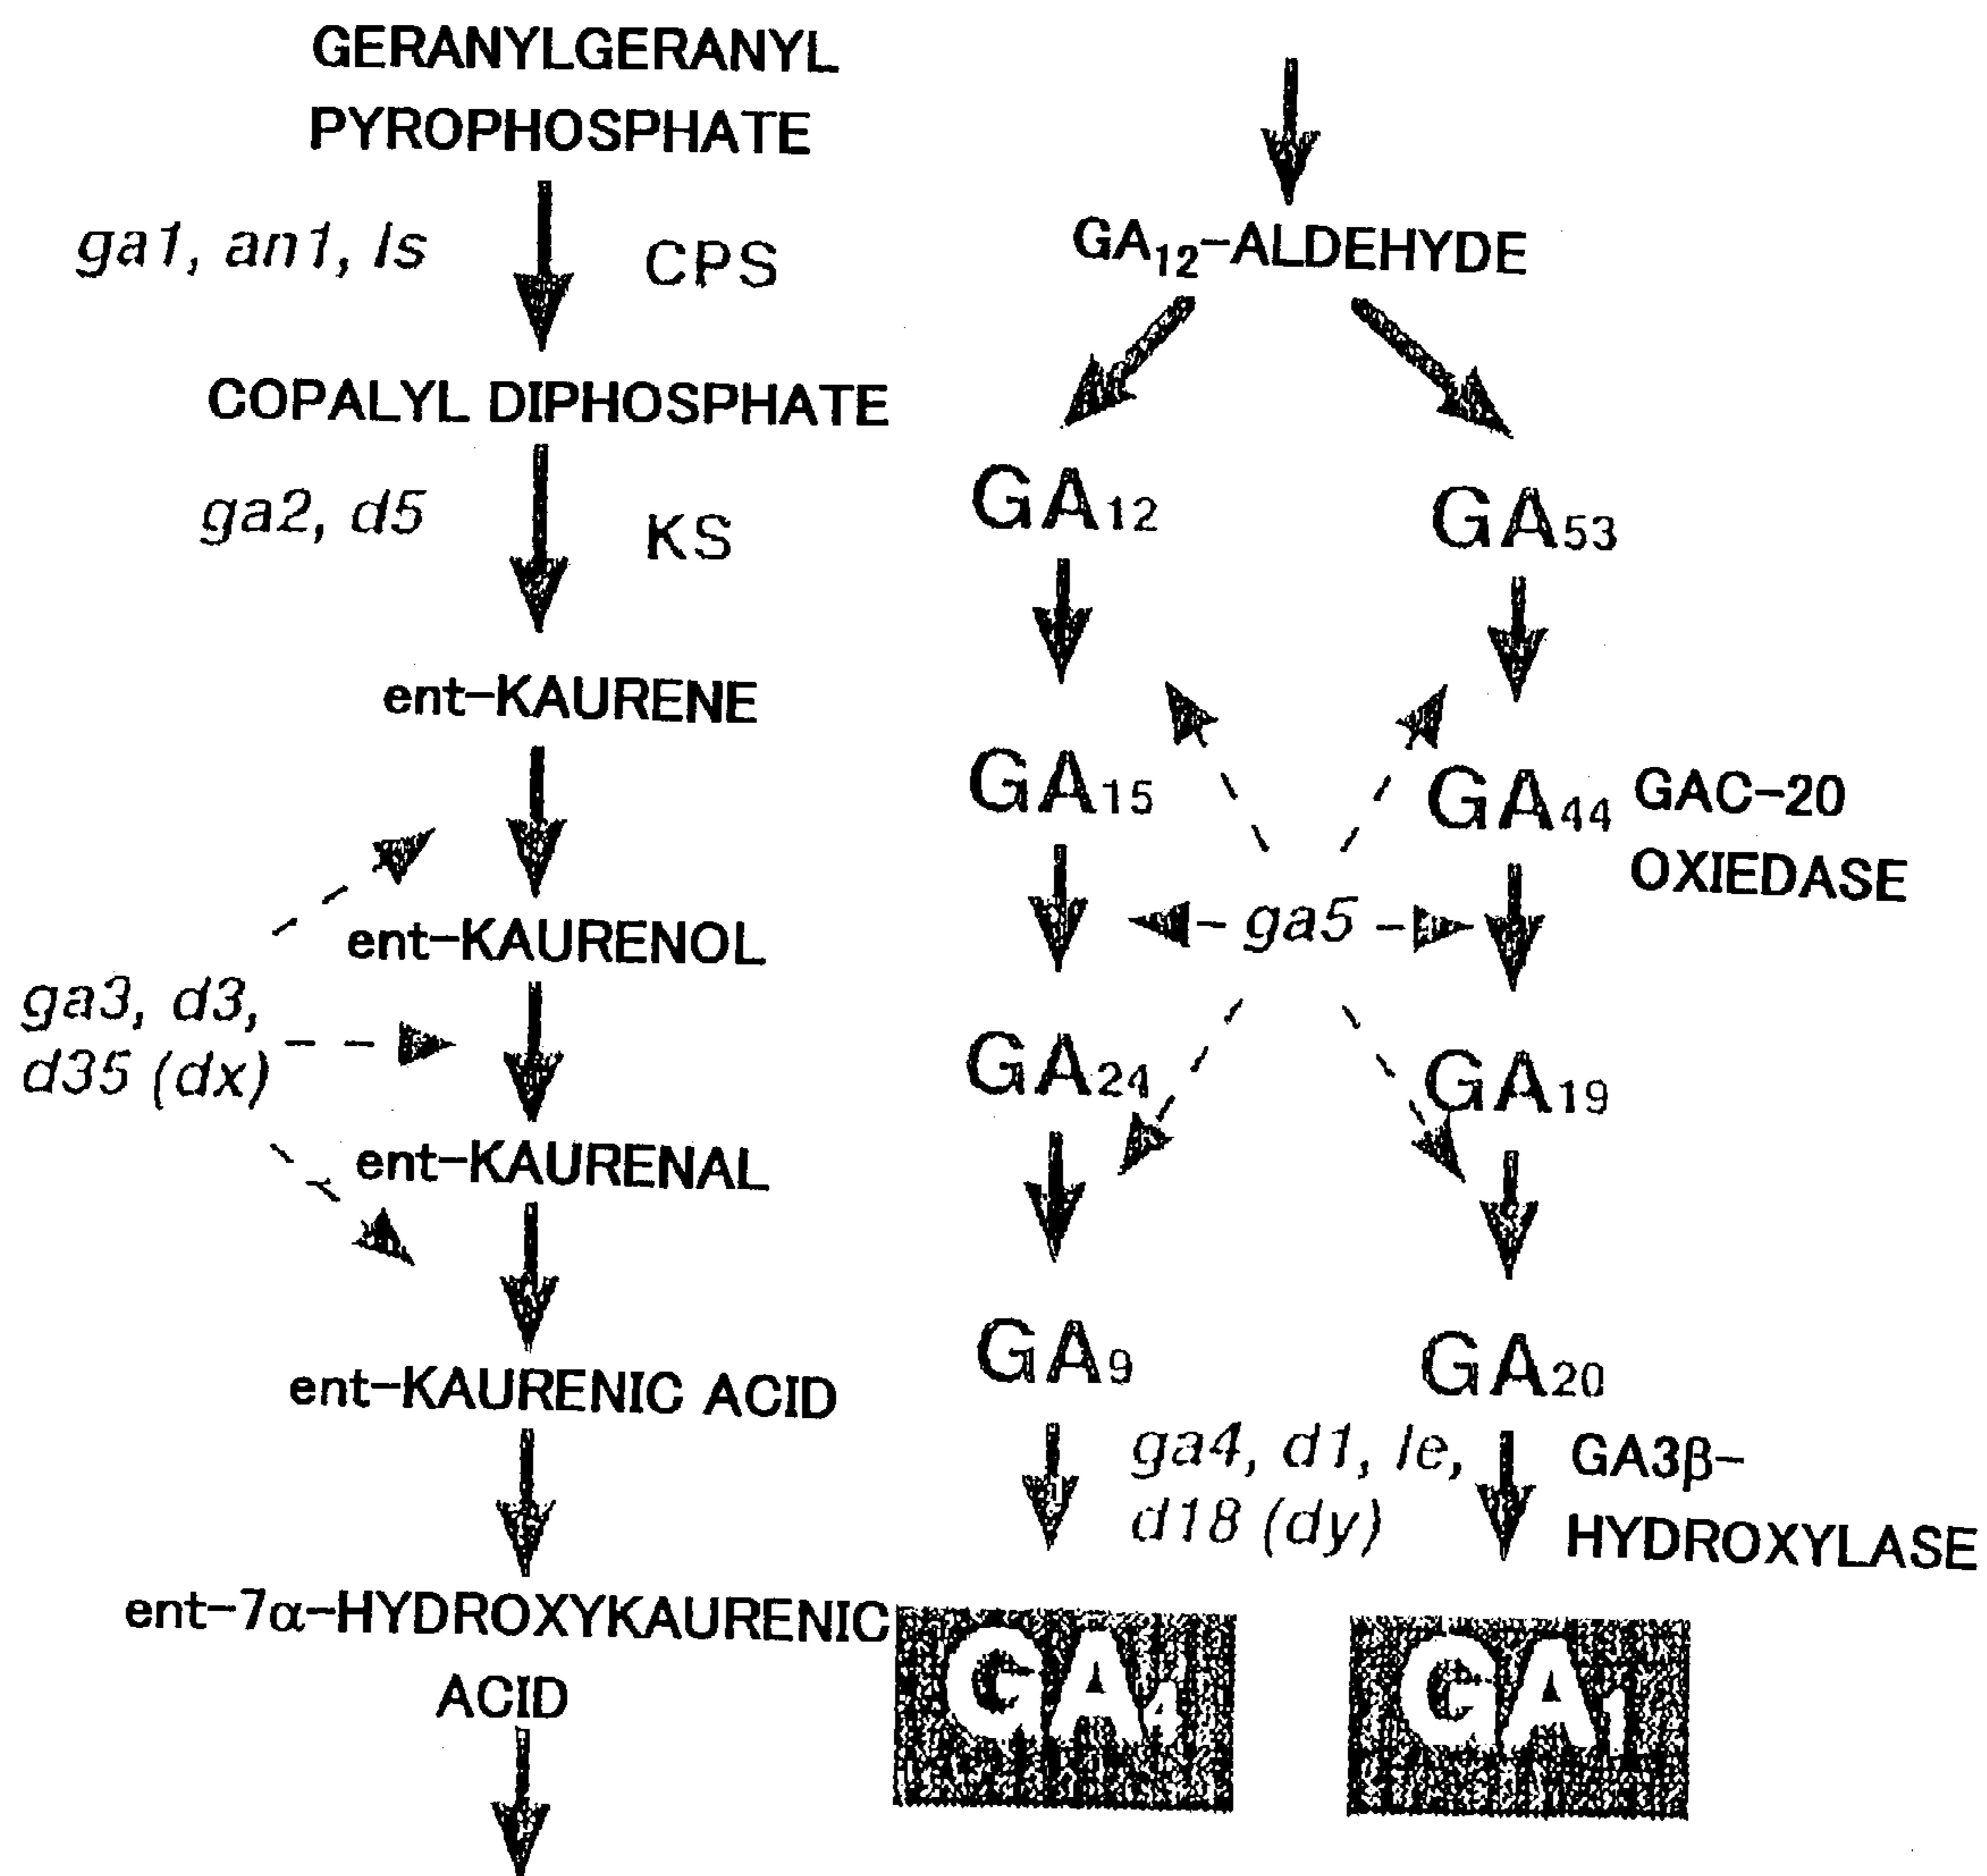 GERANYLGERANYL
PYROPHOSPHATE
ga1, an1, ls
CPS
COPALYL DIPHOSPHATE
ga2, d5
KS
ent-KAURENE
ent-KAURENOL
ga3, d3,
d35 (dx)
ent-KAURENAL
ent-KAURENIC ACID
ent-7α-HYDROXYKAURENIC
ACID
GA12-ALDEHYDE
GA12
GA53
GA15
GA44
GAC-20
OXIEDASE
ga5
GA24
GA19
GA9
GA20
ga4, d1, le,
d18 (dy)
GA3β-
HYDROXYLASE
GA4
GA1